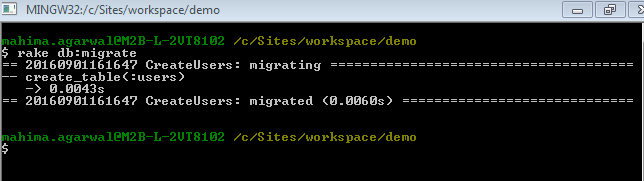 MINGW32:/c/Sites/workspace/demo
mahima.agarwal@M2B-L-2VT8102 /c/Sites/workspace/demo
$ rake db:migrate
== 20160901161647 CreateUsers: migrating ======================================
-- create_table(:users)
   -> 0.0043s
== 20160901161647 CreateUsers: migrated (0.0060s) =============================
mahima.agarwal@M2B-L-2VT8102 /c/Sites/workspace/demo
$